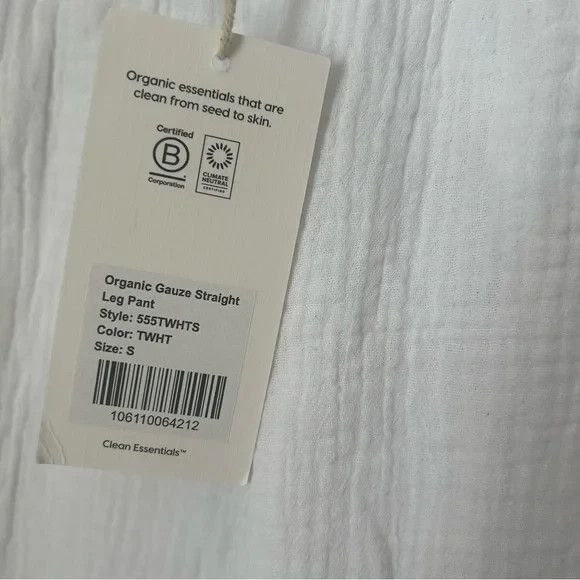 Organic essentials that are
clean from seed to skin.
Certified
B
Corporation
CLIMATE
NEUTRAL
CERTIFIED
Organic Gauze Straight
Leg Pant
Style: 555TWHTS
Color: TWHT
Size: S
106110064212
Clean Essentials™